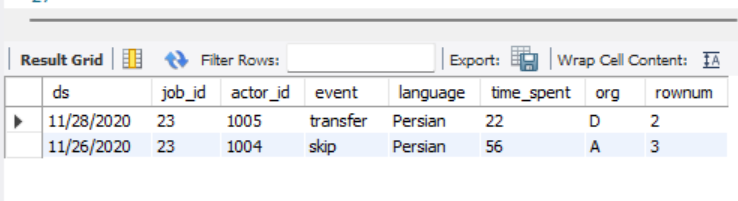 Result Grid Filter Rows: Export: Wrap Cell Content: IA
ds job_id actor_id event language time_spent org rownum
11/28/2020 23 1005 transfer Persian 22 D 2
11/26/2020 23 1004 skip Persian 56 A 3